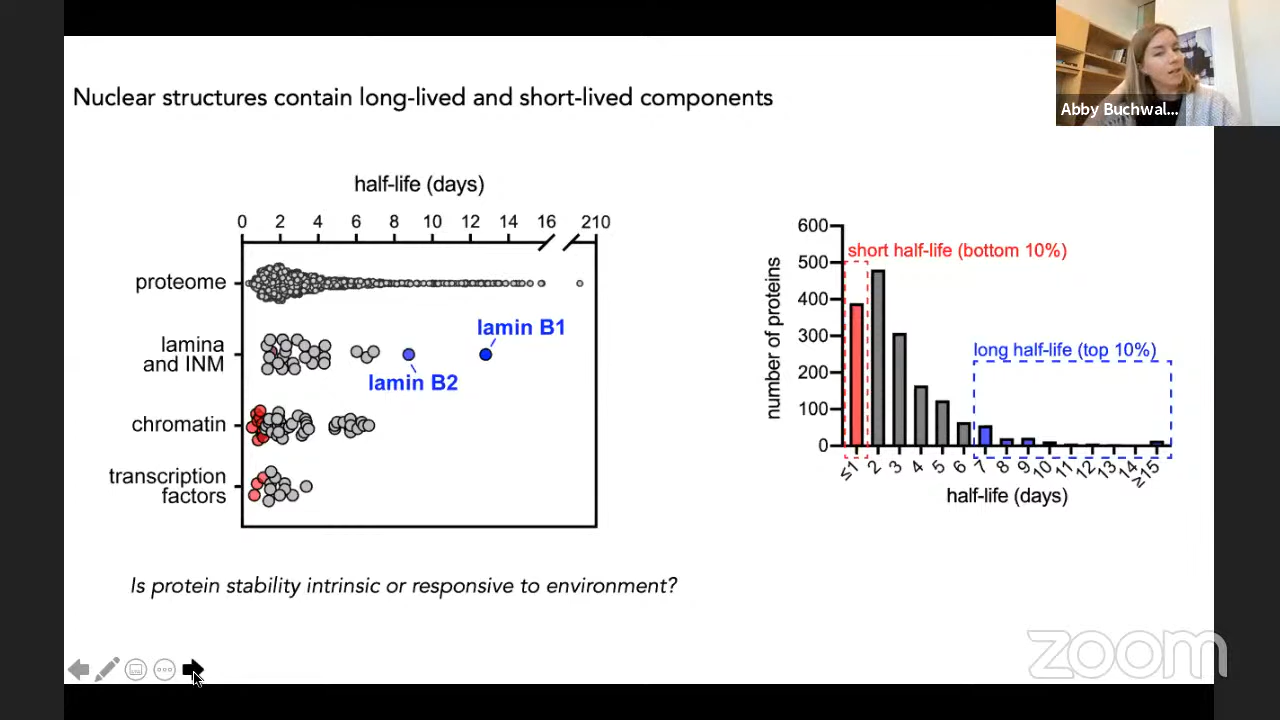 Abby Buchwal...
Nuclear structures contain long-lived and short-lived components
half-life (days)
0 2 4 6 8 10 12 14 16 210
proteome
lamina
and INM
chromatin
transcription
factors
lamin B1
lamin B2
600
500
400
300
200
100
0
number of proteins
short half-life (bottom 10%)
long half-life (top 10%)
≤1 2 3 4 5 6 7 8 9 10 11 12 13 14 ≥15
half-life (days)
Is protein stability intrinsic or responsive to environment?
zoom